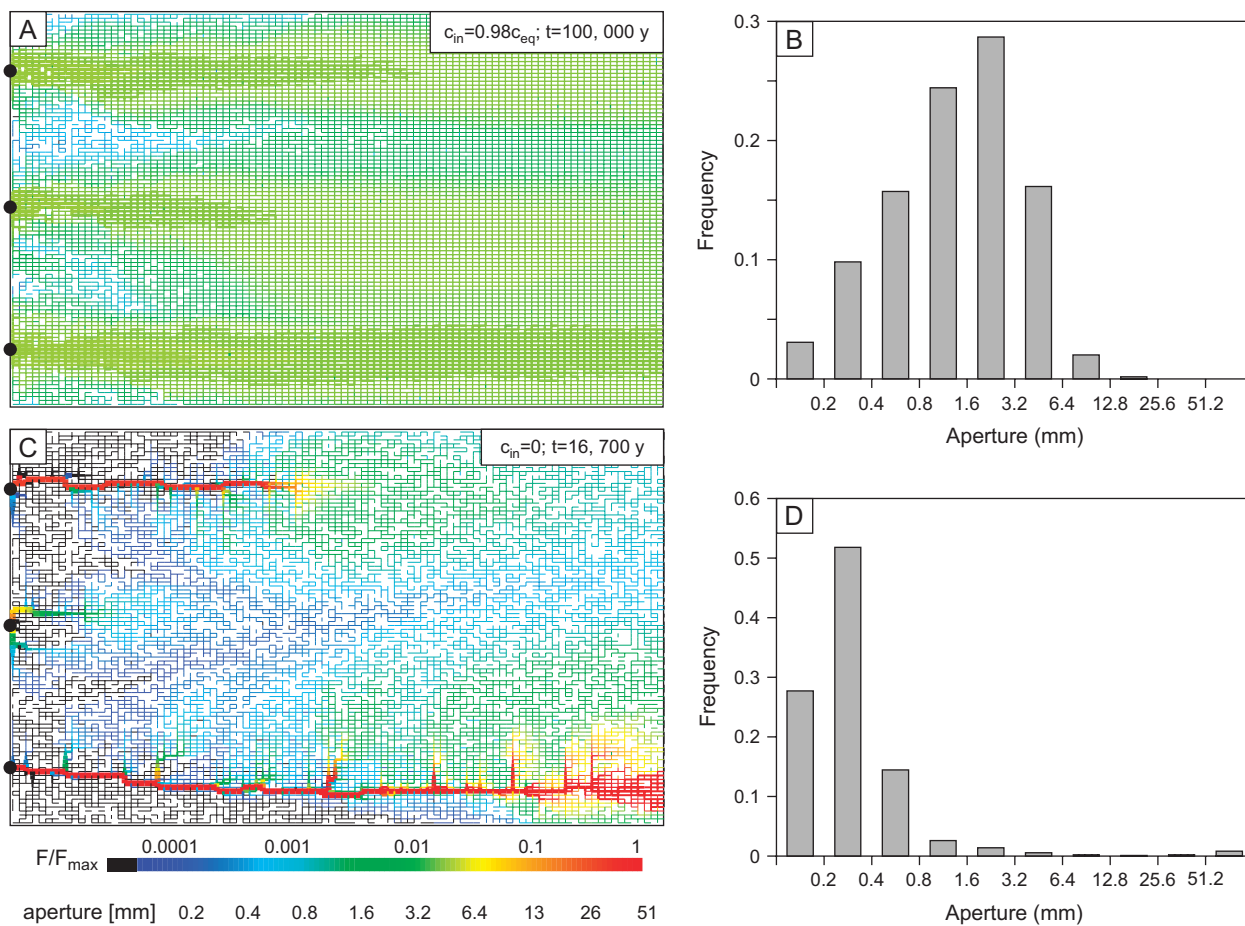 A
c_in=0.98c_eq; t=100, 000 y
B
0.3
0.2
0.1
0
Frequency
0.2 0.4 0.8 1.6 3.2 6.4 12.8 25.6 51.2
Aperture (mm)
C
c_in=0; t=16, 700 y
F/F_max
0.0001 0.001 0.01 0.1 1
aperture [mm] 0.2 0.4 0.8 1.6 3.2 6.4 13 26 51
D
0.6
0.5
0.4
0.3
0.2
0.1
0
Frequency
0.2 0.4 0.8 1.6 3.2 6.4 12.8 25.6 51.2
Aperture (mm)